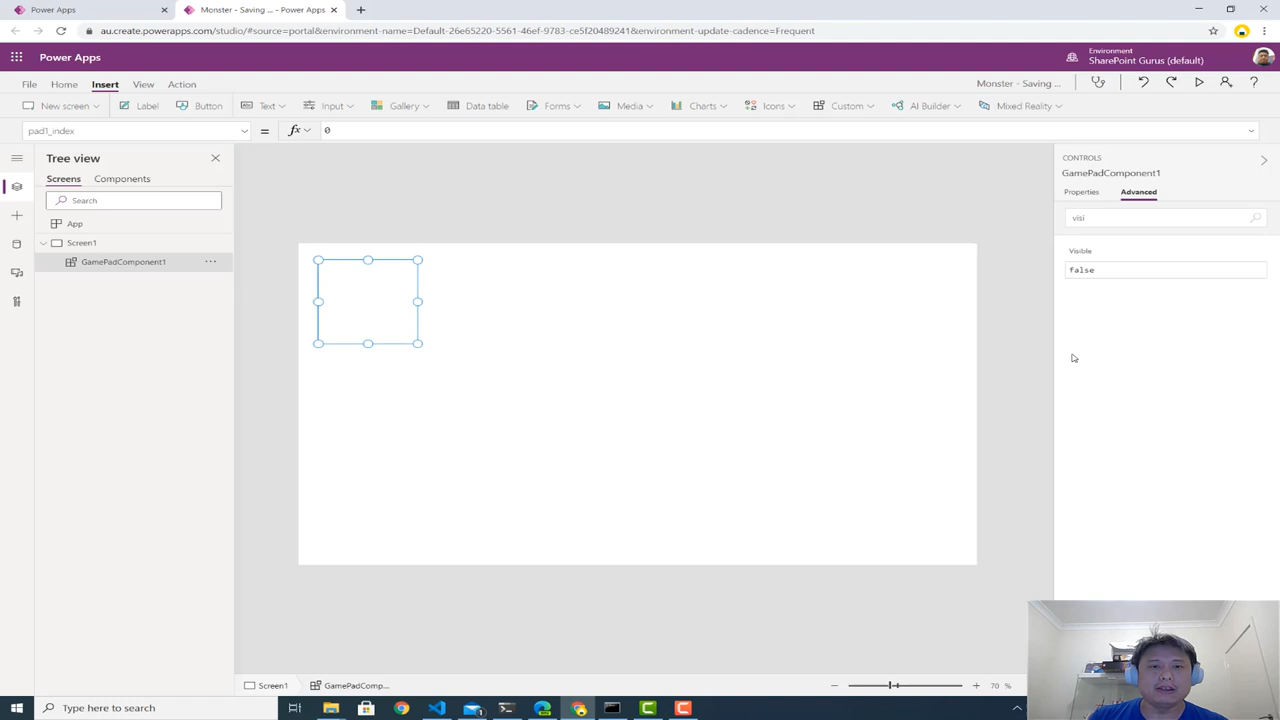 Power Apps
Monster - Saving ... - Power Apps
au.create.powerapps.com/studio/#source=portal&environment-name=Default-26e65220-5561-46ef-9783-ce5f20489241&environment-update-cadence=Frequent
Power Apps
Environment
SharePoint Gurus (default)
File Home Insert View Action
Monster - Saving ...
New screen Label Button Text Input Gallery Data table Forms Media Charts Icons Custom AI Builder Mixed Reality
pad1_index = fx 0
Tree view
Screens Components
Search
App
Screen1
GamePadComponent1 ...
CONTROLS
GamePadComponent1
Properties Advanced
visi
Visible
false
Screen1 GamePadComp... 70 %
Type here to search